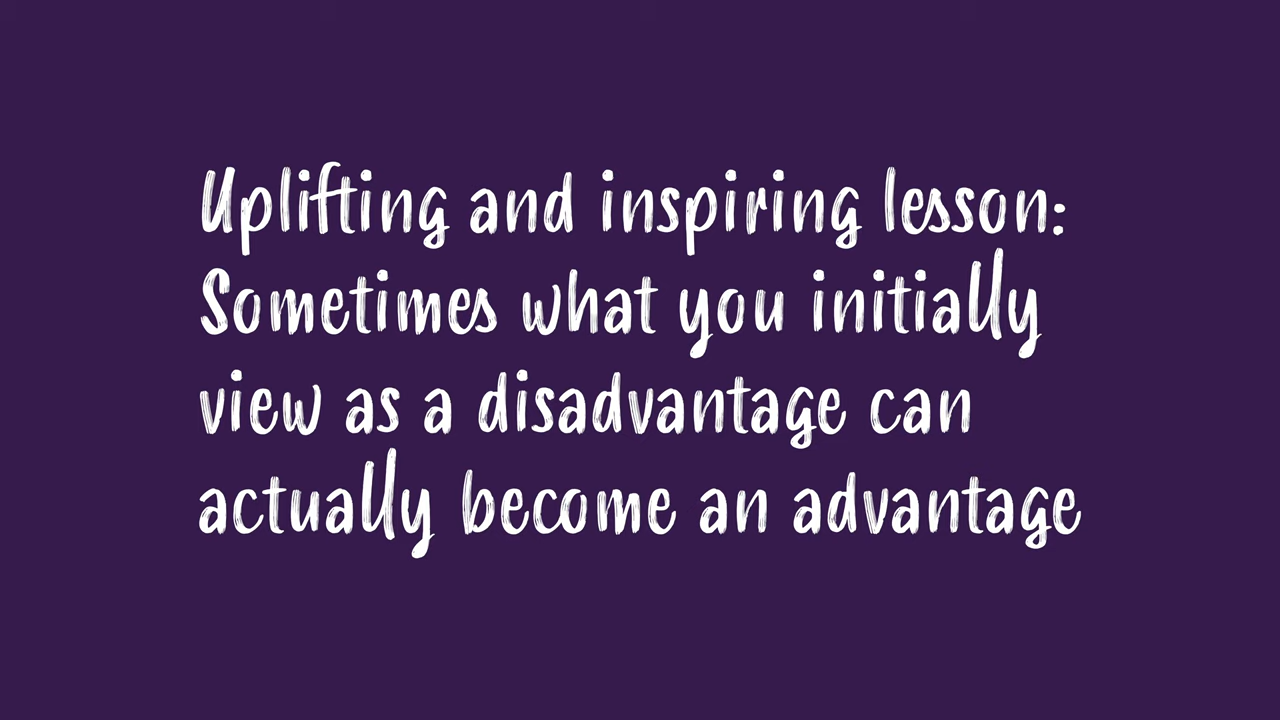 Uplifting and inspiring lesson:
Sometimes what you initially
view as a disadvantage can
actually become an advantage